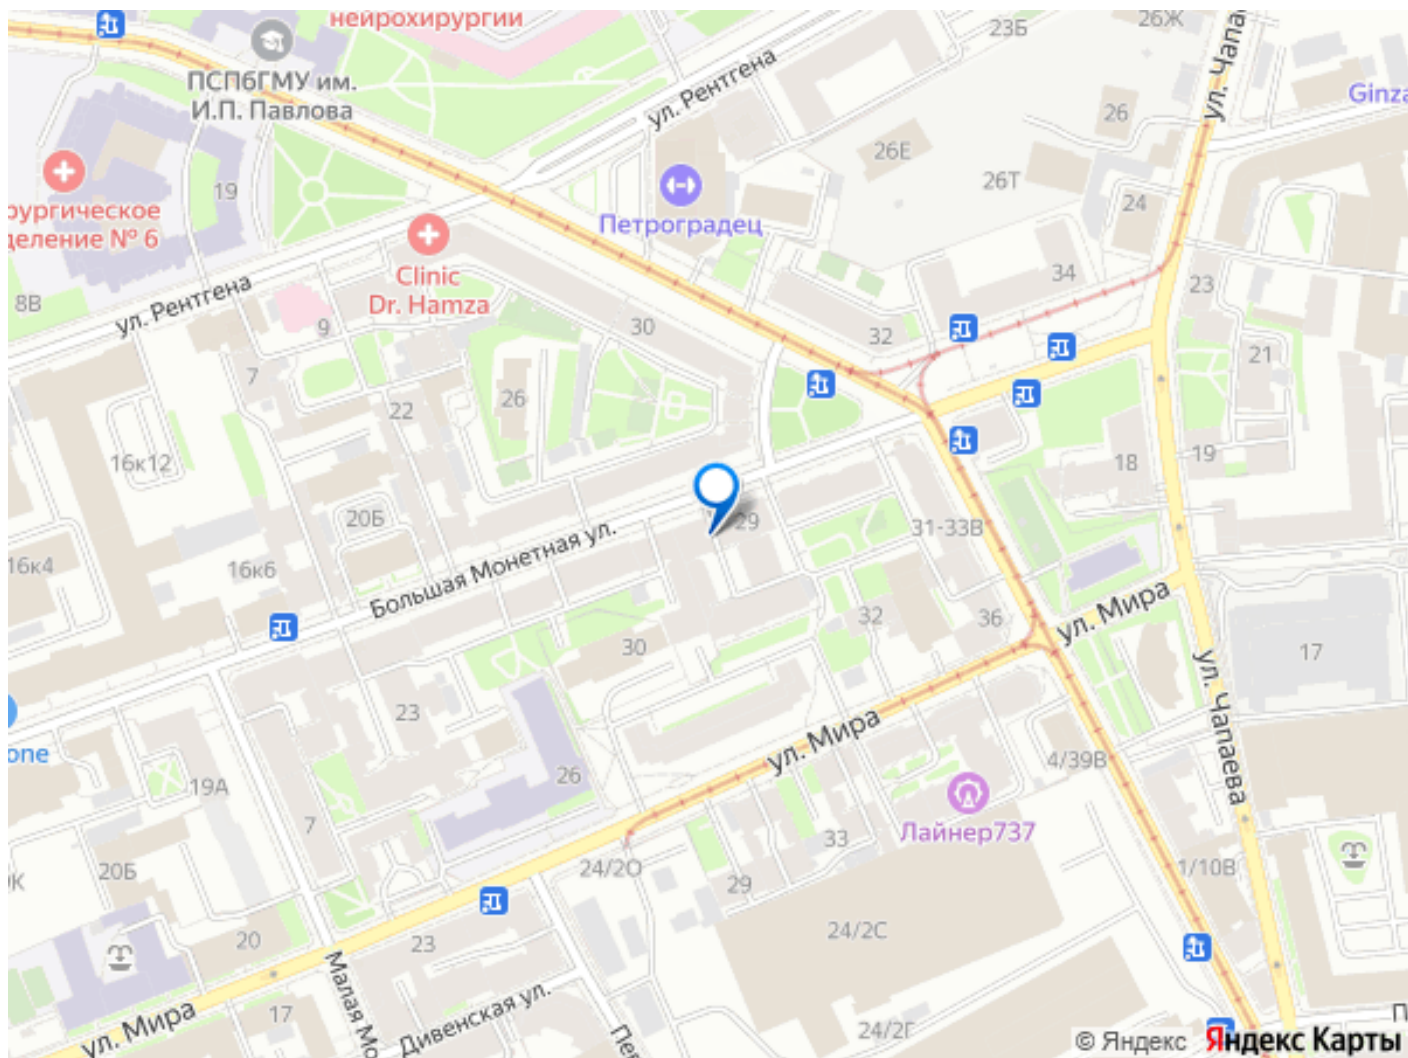 нейрохирургии
ПСПбГМУ им.
И.П. Павлова
ул. Рентгена
23Б
26Ж
ул. Чапа
Ginza
26
26Е
26Т
24
19
рургическое
деление № 6
Петроградец
Clinic
Dr. Hamza
ул. Рентгена
8В
9
30
32
34
23
21
7
22
26
16к12
20Б
18
19
29
31-33В
16к4
16к6
Большая Монетная ул.
30
32
36
ул. Мира
17
23
ул. Мира
ул. Чапаева
one
19А
26
4/39В
Лайнер737
7
33
20Б
24/2О
29
1/10В
20
23
24/2С
Малая Мо
ул. Мира
17
Дивенская ул.
Пе
24/2Г
П
© Яндекс Яндекс Карты